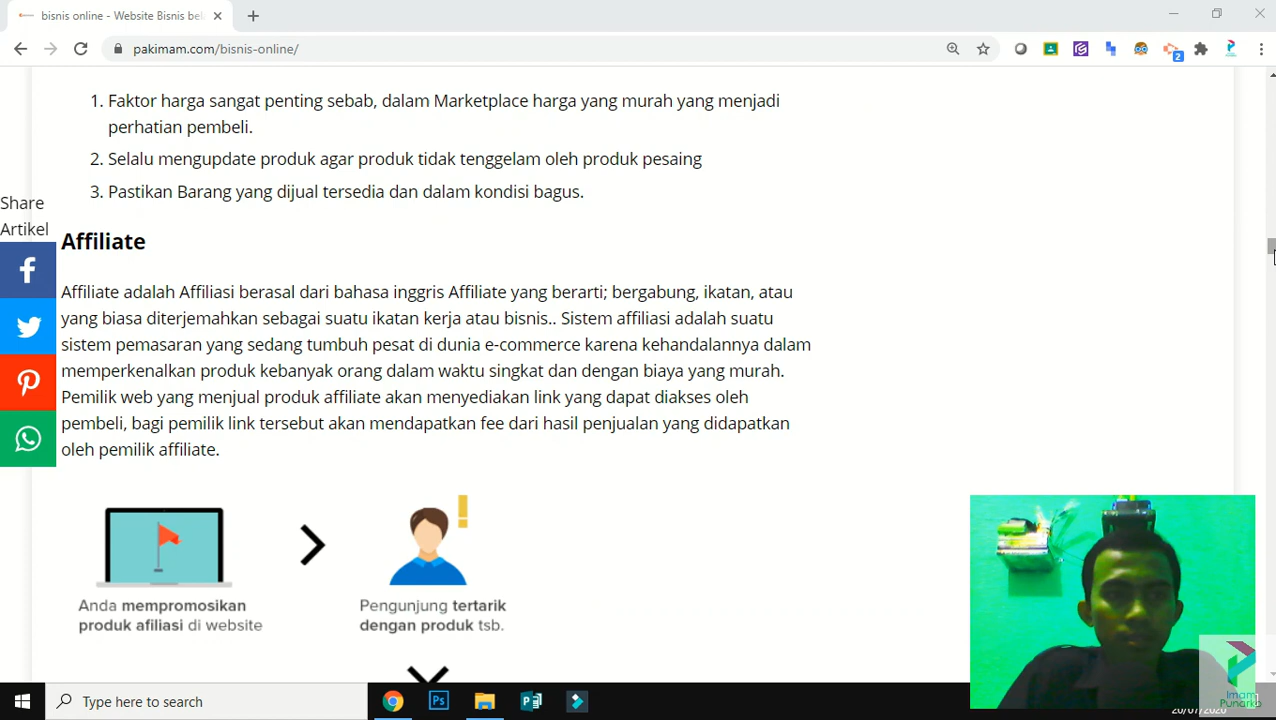 bisnis online - Website Bisnis bel
pakimam.com/bisnis-online/
2
1. Faktor harga sangat penting sebab, dalam Marketplace harga yang murah yang menjadi
perhatian pembeli.
2. Selalu mengupdate produk agar produk tidak tenggelam oleh produk pesaing
3. Pastikan Barang yang dijual tersedia dan dalam kondisi bagus.
Share
Artikel
Affiliate
Affiliate adalah Affiliasi berasal dari bahasa inggris Affiliate yang berarti; bergabung, ikatan, atau
yang biasa diterjemahkan sebagai suatu ikatan kerja atau bisnis.. Sistem affiliasi adalah suatu
sistem pemasaran yang sedang tumbuh pesat di dunia e-commerce karena kehandalannya dalam
memperkenalkan produk kebanyak orang dalam waktu singkat dan dengan biaya yang murah.
Pemilik web yang menjual produk affiliate akan menyediakan link yang dapat diakses oleh
pembeli, bagi pemilik link tersebut akan mendapatkan fee dari hasil penjualan yang didapatkan
oleh pemilik affiliate.
Anda mempromosikan
produk afiliasi di website
Pengunjung tertarik
dengan produk tsb.
Type here to search
Ps
Imam
Punarko